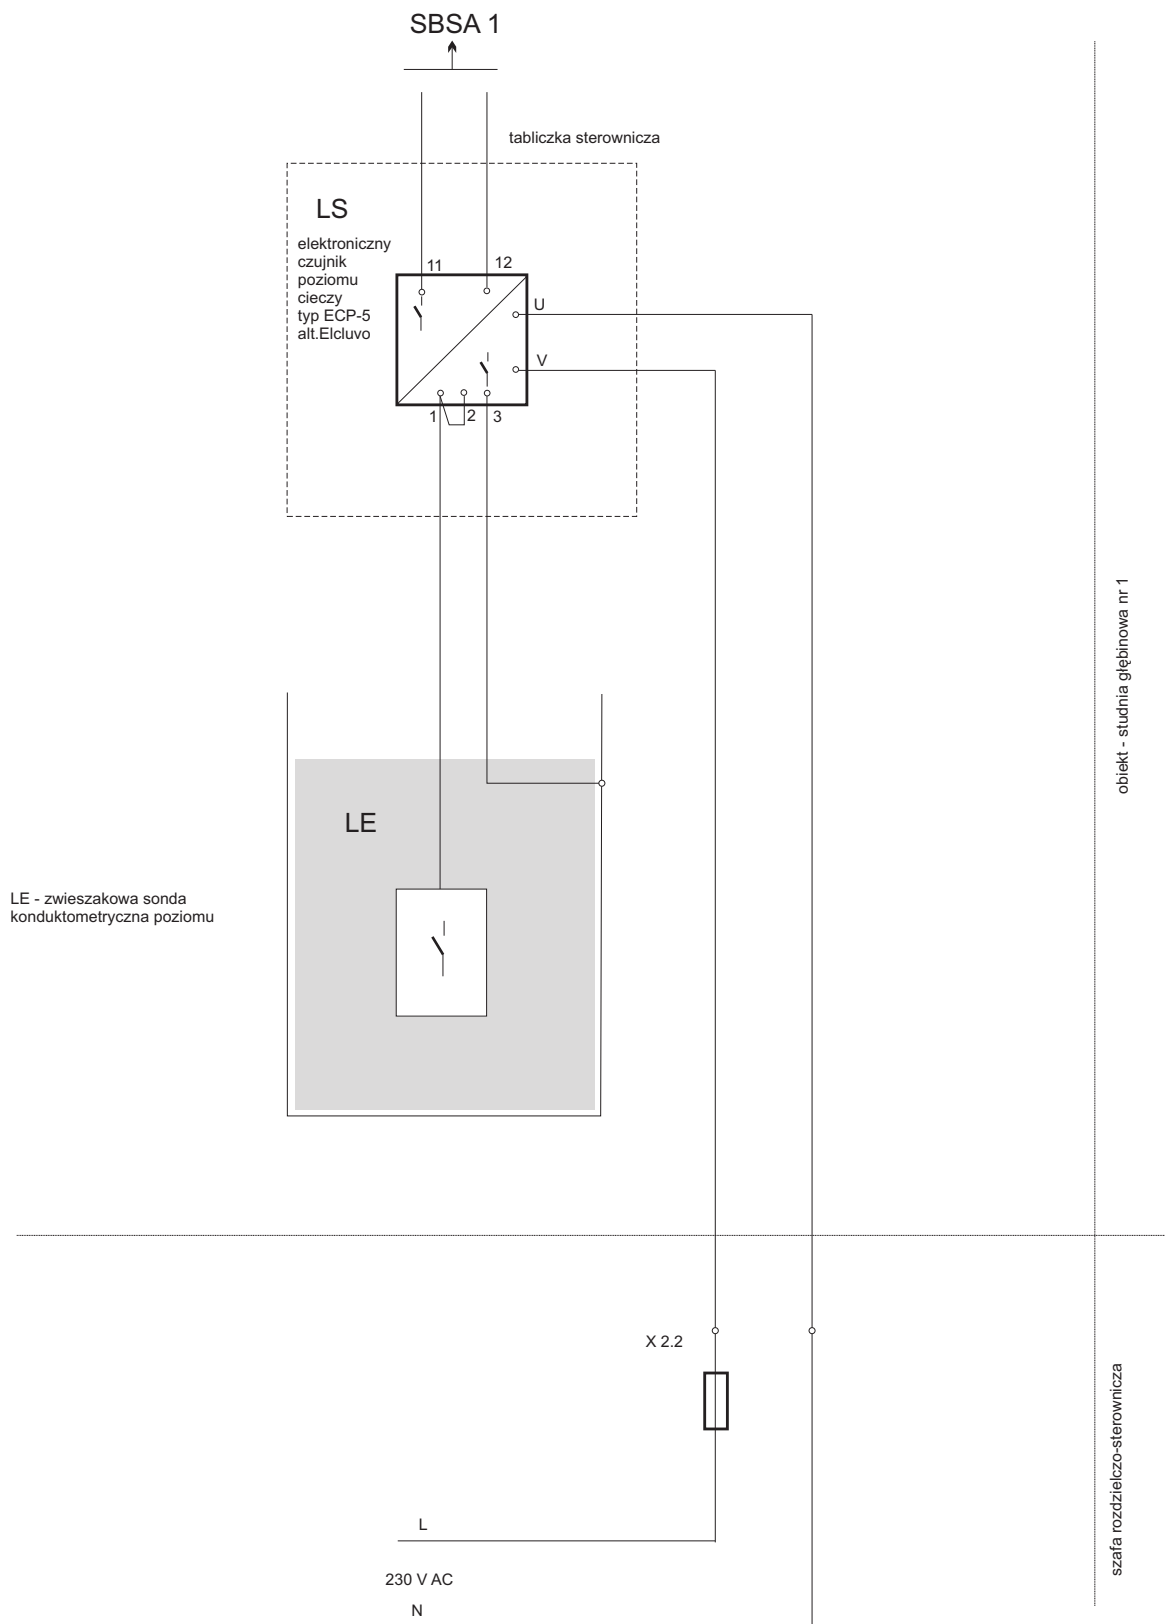 SBSA 1
tabliczka sterownicza
LS
elektroniczny
czujnik
poziomu
cieczy
typ ECP-5
alt.Elcluvo
11
12
U
V
1
2
3
obiekt - studnia głębinowa nr 1
LE
LE - zwieszakowa sonda
konduktometryczna poziomu
X 2.2
szafa rozdzielczo-sterownicza
L
230 V AC
N